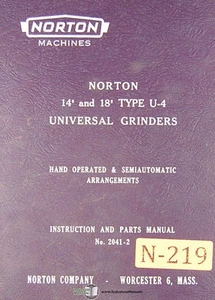 NORTON
MACHINES
NORTON
14" and 18" TYPE U-4
UNIVERSAL GRINDERS
HAND OPERATED & SEMIAUTOMATIC
ARRANGEMENTS
INSTRUCTION AND PARTS MANUAL
No. 2041-2
N-219
NORTON COMPANY - WORCESTER 6, MASS.